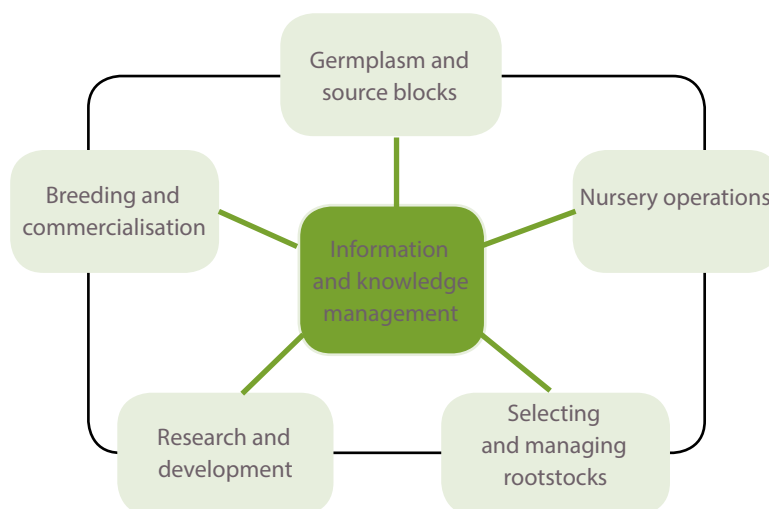 Germplasm and
source blocks
Breeding and
commercialisation
Nursery operations
Information
and knowledge
management
Research and
development
Selecting
and managing
rootstocks